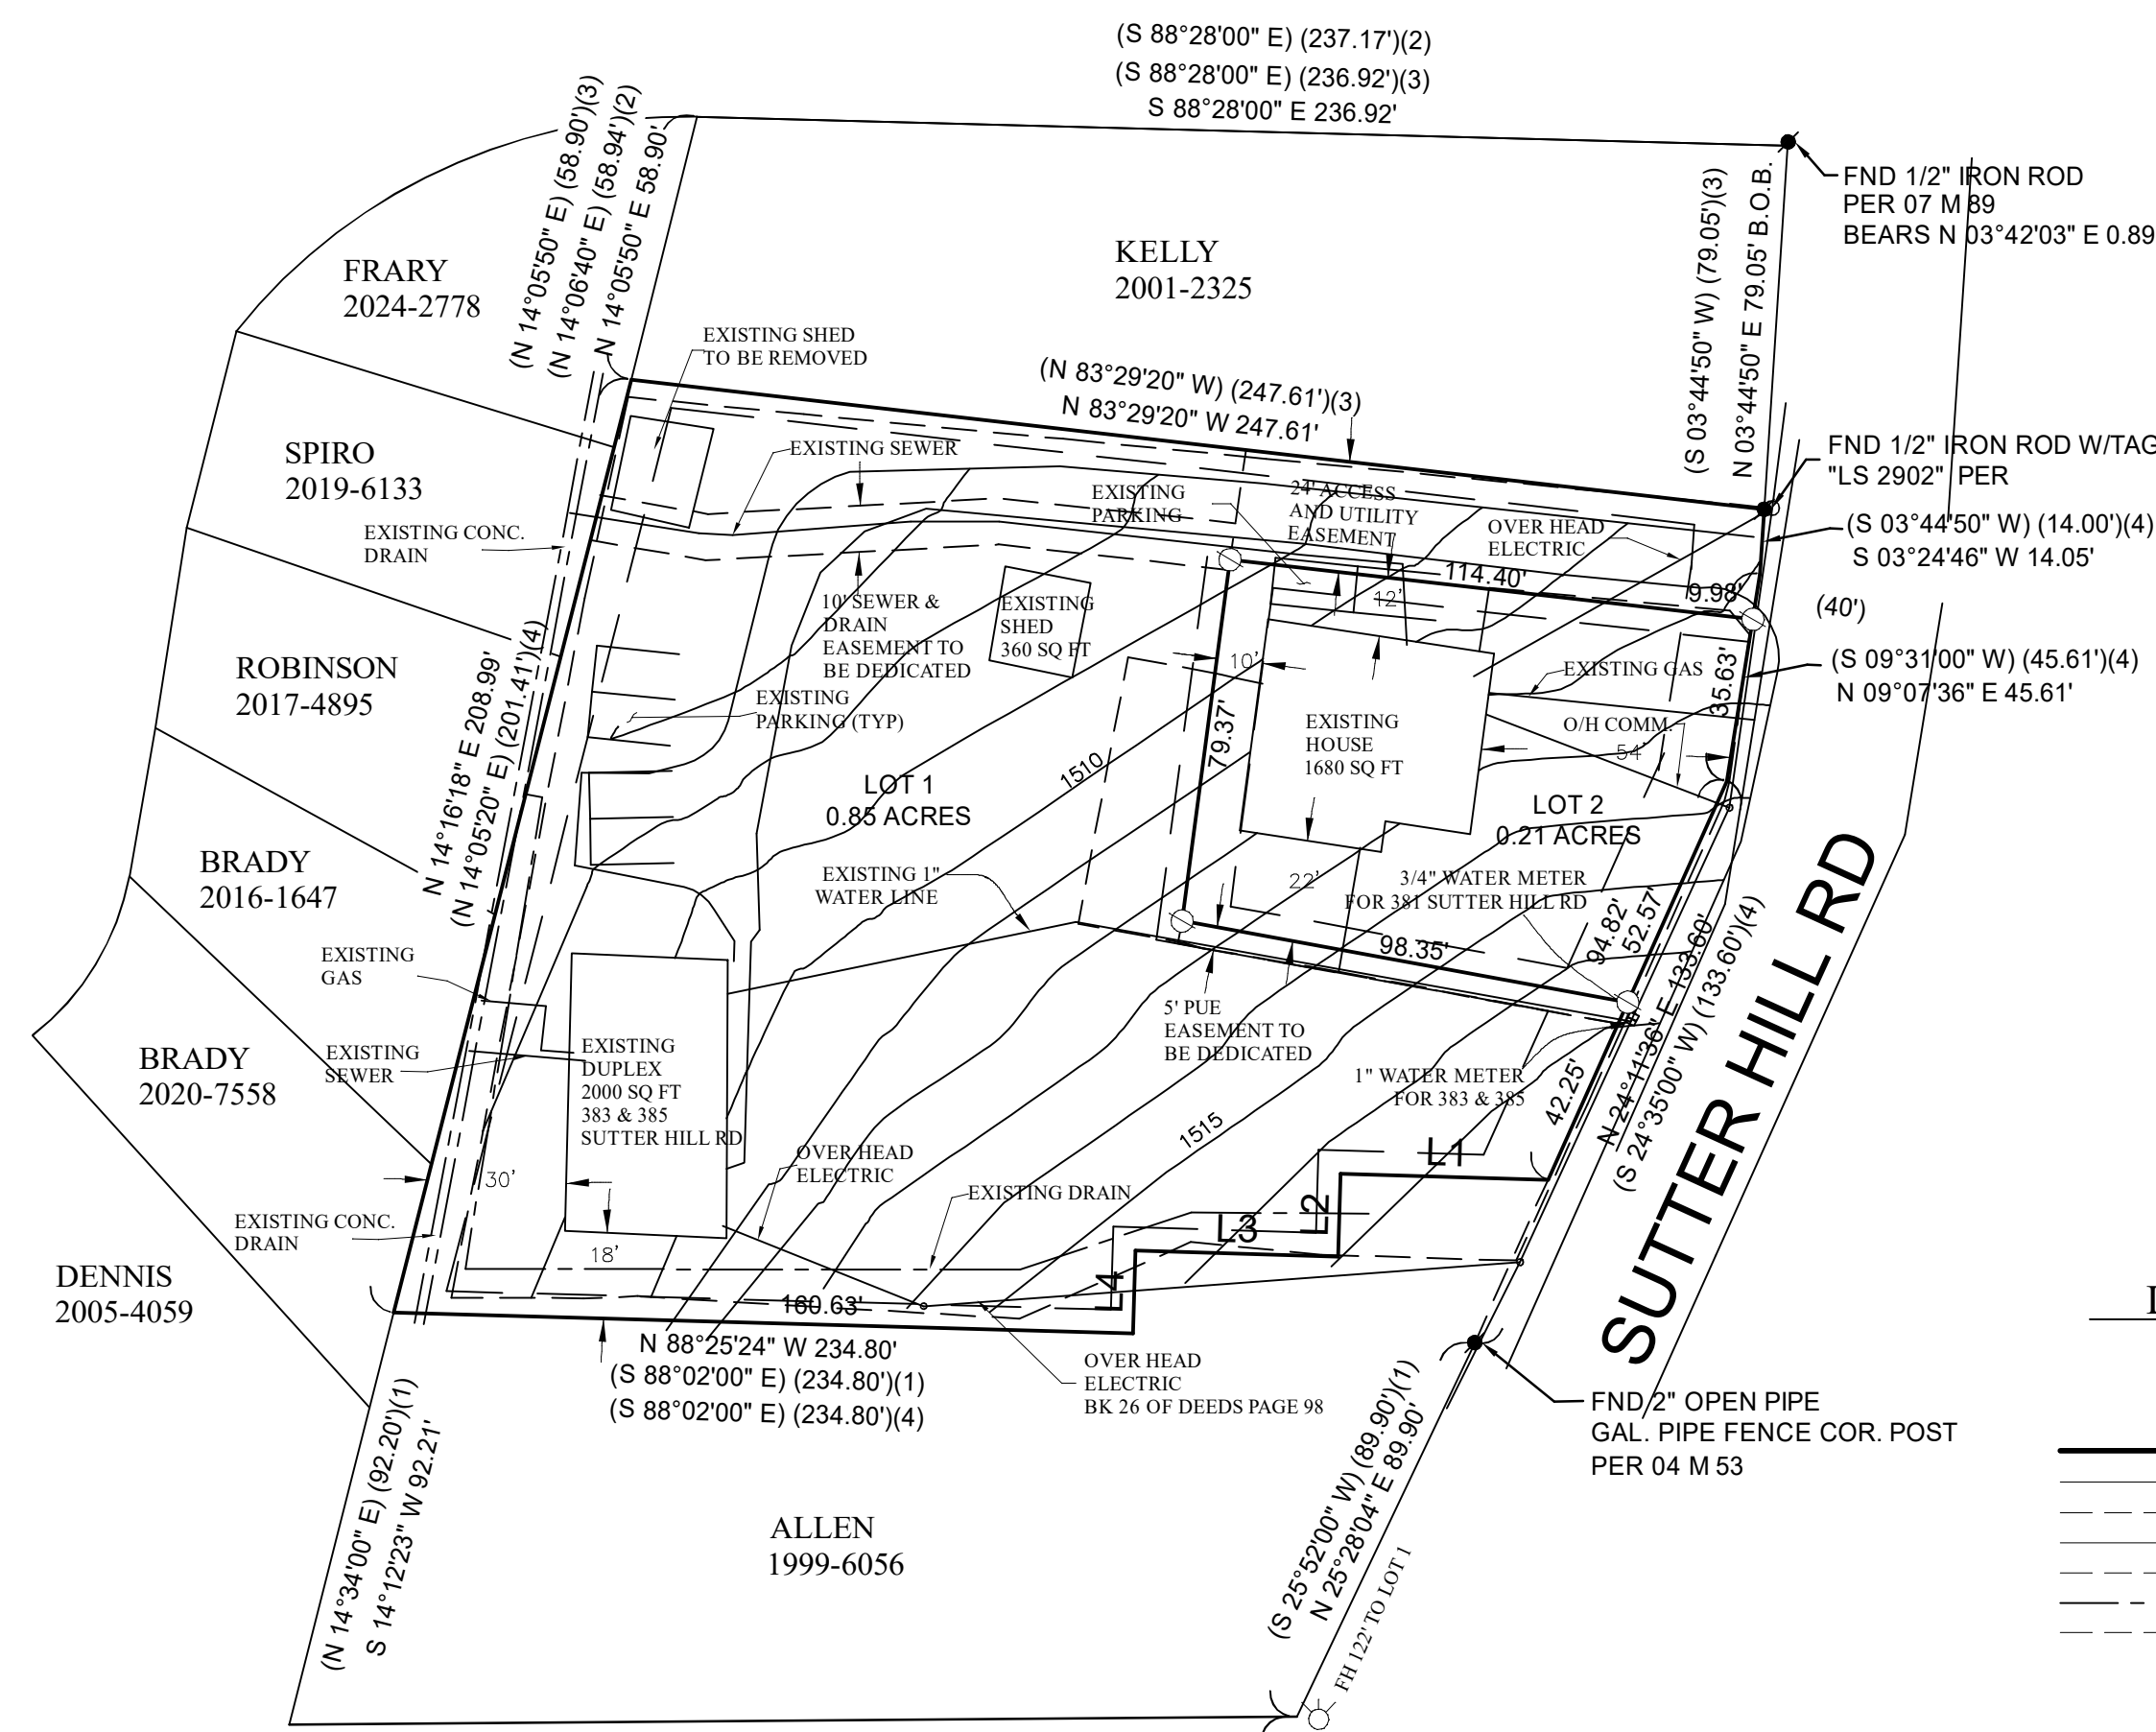 (S 88°28'00" E) (237.17')(2)
(S 88°28'00" E) (236.92')(3)
S 88°28'00" E 236.92'
(N 14°05'50" E) (58.90')(3)
(N 14°06'40" E) (58.94')(2)
N 14°05'50" E 58.90'
(S 03°44'50" W) (79.05')(3)
N 03°44'50" E 79.05' B.O.B.
FND 1/2" IRON ROD
PER 07 M 89
BEARS N 03°42'03" E 0.89
KELLY
2001-2325
FRARY
2024-2778
EXISTING SHED
TO BE REMOVED
(N 83°29'20" W) (247.61')(3)
N 83°29'20" W 247.61'
FND 1/2" IRON ROD W/TAG
"LS 2902" PER
SPIRO
2019-6133
EXISTING SEWER
EXISTING
PARKING
24' ACCESS
AND UTILITY
EASEMENT
OVER HEAD
ELECTRIC
(S 03°44'50" W) (14.00')(4)
S 03°24'46" W 14.05'
EXISTING CONC.
DRAIN
114.40'
12'
9.98'
(40')
10' SEWER &
DRAIN
EASEMENT TO
BE DEDICATED
EXISTING
SHED
360 SQ FT
10'
EXISTING GAS
(S 09°31'00" W) (45.61')(4)
N 09°07'36" E 45.61'
35.63'
ROBINSON
2017-4895
N 14°16'18" E 208.99'
(N 14°05'20" E) (201.41')(4)
EXISTING
PARKING (TYP)
79.37'
EXISTING
HOUSE
1680 SQ FT
O/H COMM.
54'
1510
LOT 1
0.85 ACRES
LOT 2
0.21 ACRES
BRADY
2016-1647
EXISTING 1"
WATER LINE
22'
3/4" WATER METER
FOR 381 SUTTER HILL RD
98.35'
94.82'
52.57'
N 24°11'36" E 133.60'
(S 24°35'00" W) (133.60')(4)
SUTTER HILL RD
EXISTING
GAS
5' PUE
EASEMENT TO
BE DEDICATED
BRADY
2020-7558
EXISTING
SEWER
EXISTING
DUPLEX
2000 SQ FT
383 & 385
SUTTER HILL RD
1" WATER METER
FOR 383 & 385
42.25'
1515
L1
L2
L3
L4
30'
OVER HEAD
ELECTRIC
EXISTING DRAIN
EXISTING CONC.
DRAIN
18'
DENNIS
2005-4059
160.63'
N 88°25'24" W 234.80'
(S 88°02'00" E) (234.80')(1)
(S 88°02'00" E) (234.80')(4)
OVER HEAD
ELECTRIC
BK 26 OF DEEDS PAGE 98
FND 2" OPEN PIPE
GAL. PIPE FENCE COR. POST
PER 04 M 53
(N 14°34'00" E) (92.20')(1)
S 14°12'23" W 92.21'
ALLEN
1999-6056
(S 25°52'00" W) (89.90')(1)
N 25°28'04" E 89.90'
FH 122' TO LOT 1